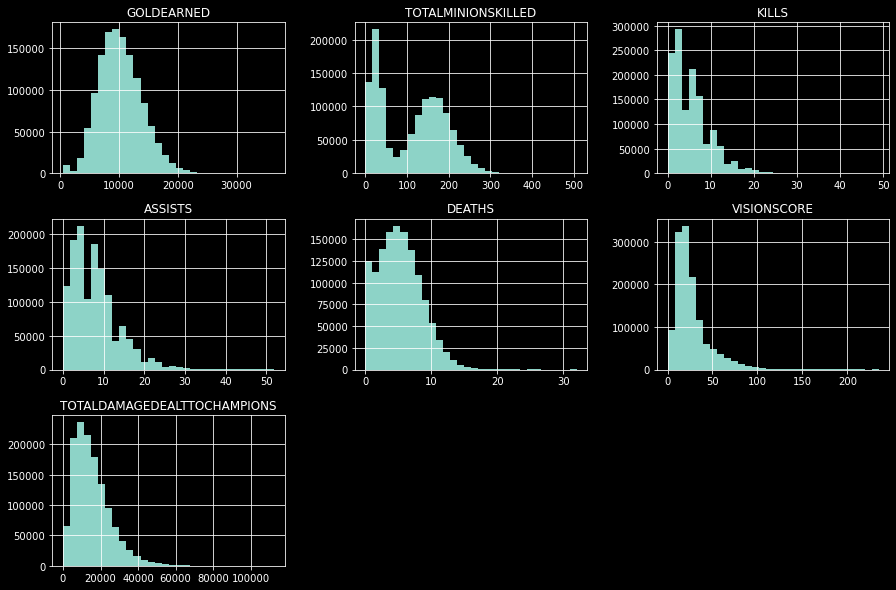 GOLDEARNED
TOTALMINIONSKILLED
KILLS
150000
100000
50000
0
0 10000 20000 30000
200000
150000
100000
50000
0
0 100 200 300 400 500
300000
250000
200000
150000
100000
50000
0
0 10 20 30 40 50
ASSISTS
DEATHS
VISIONSCORE
200000
150000
100000
50000
0
0 10 20 30 40 50
150000
125000
100000
75000
50000
25000
0
0 10 20 30
300000
200000
100000
0
0 50 100 150 200
TOTALDAMAGEDEALTTOCHAMPIONS
200000
150000
100000
50000
0
0 20000 40000 60000 80000 100000